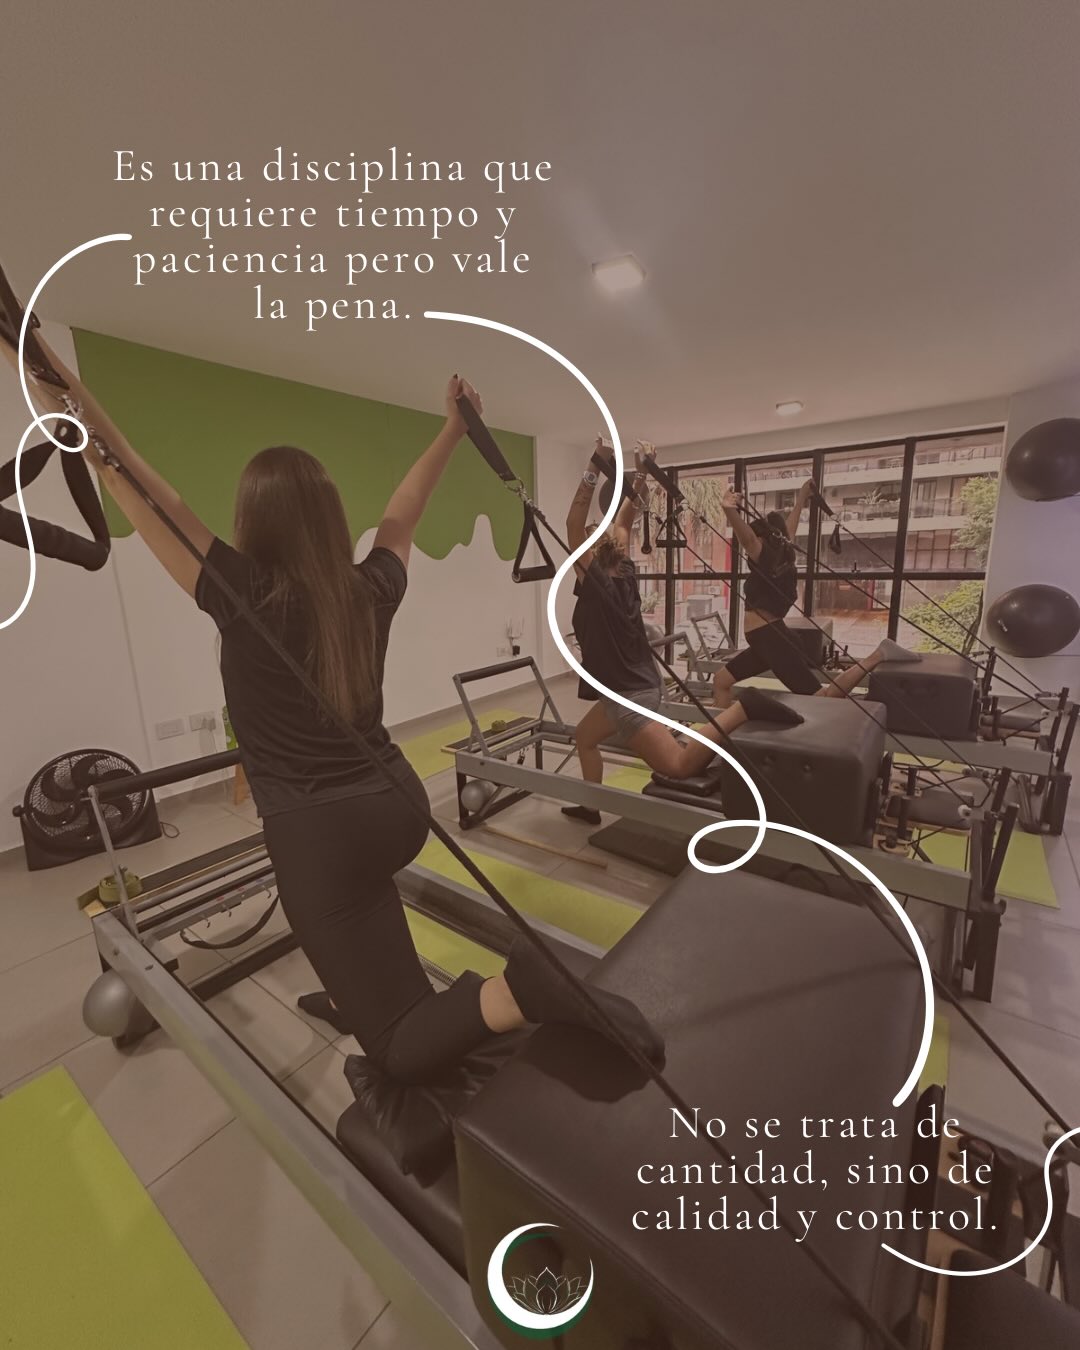 Es una disciplina que
requiere tiempo y
paciencia pero vale
la pena.
No se trata de
cantidad, sino de
calidad y control.